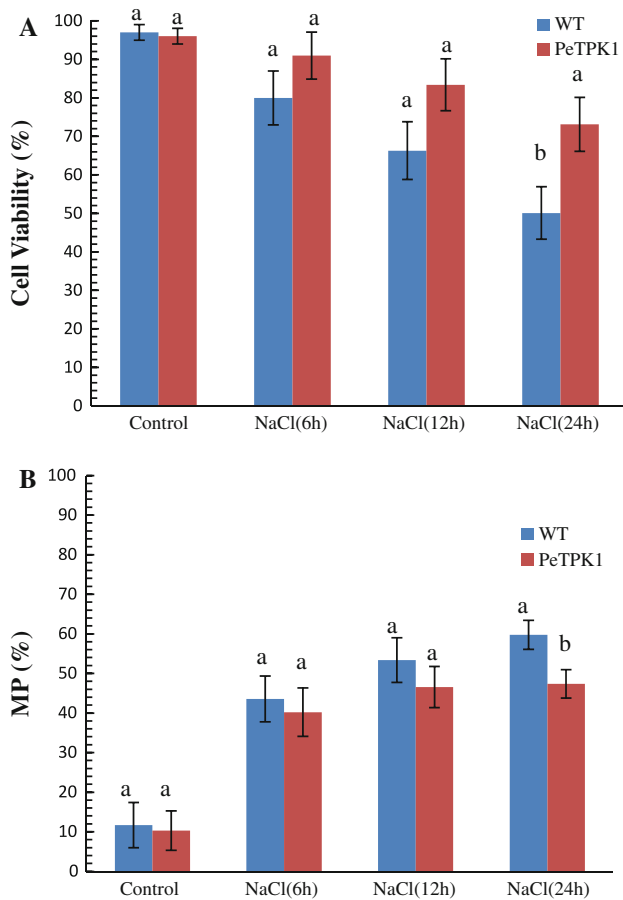 A
Cell Viability (%)
100
90
80
70
60
50
40
30
20
10
0
a a
a a
a a
b a
WT
PeTPK1
Control NaCl(6h) NaCl(12h) NaCl(24h)
B
MP (%)
100
90
80
70
60
50
40
30
20
10
0
a a
a a
a a
a b
WT
PeTPK1
Control NaCl(6h) NaCl(12h) NaCl(24h)